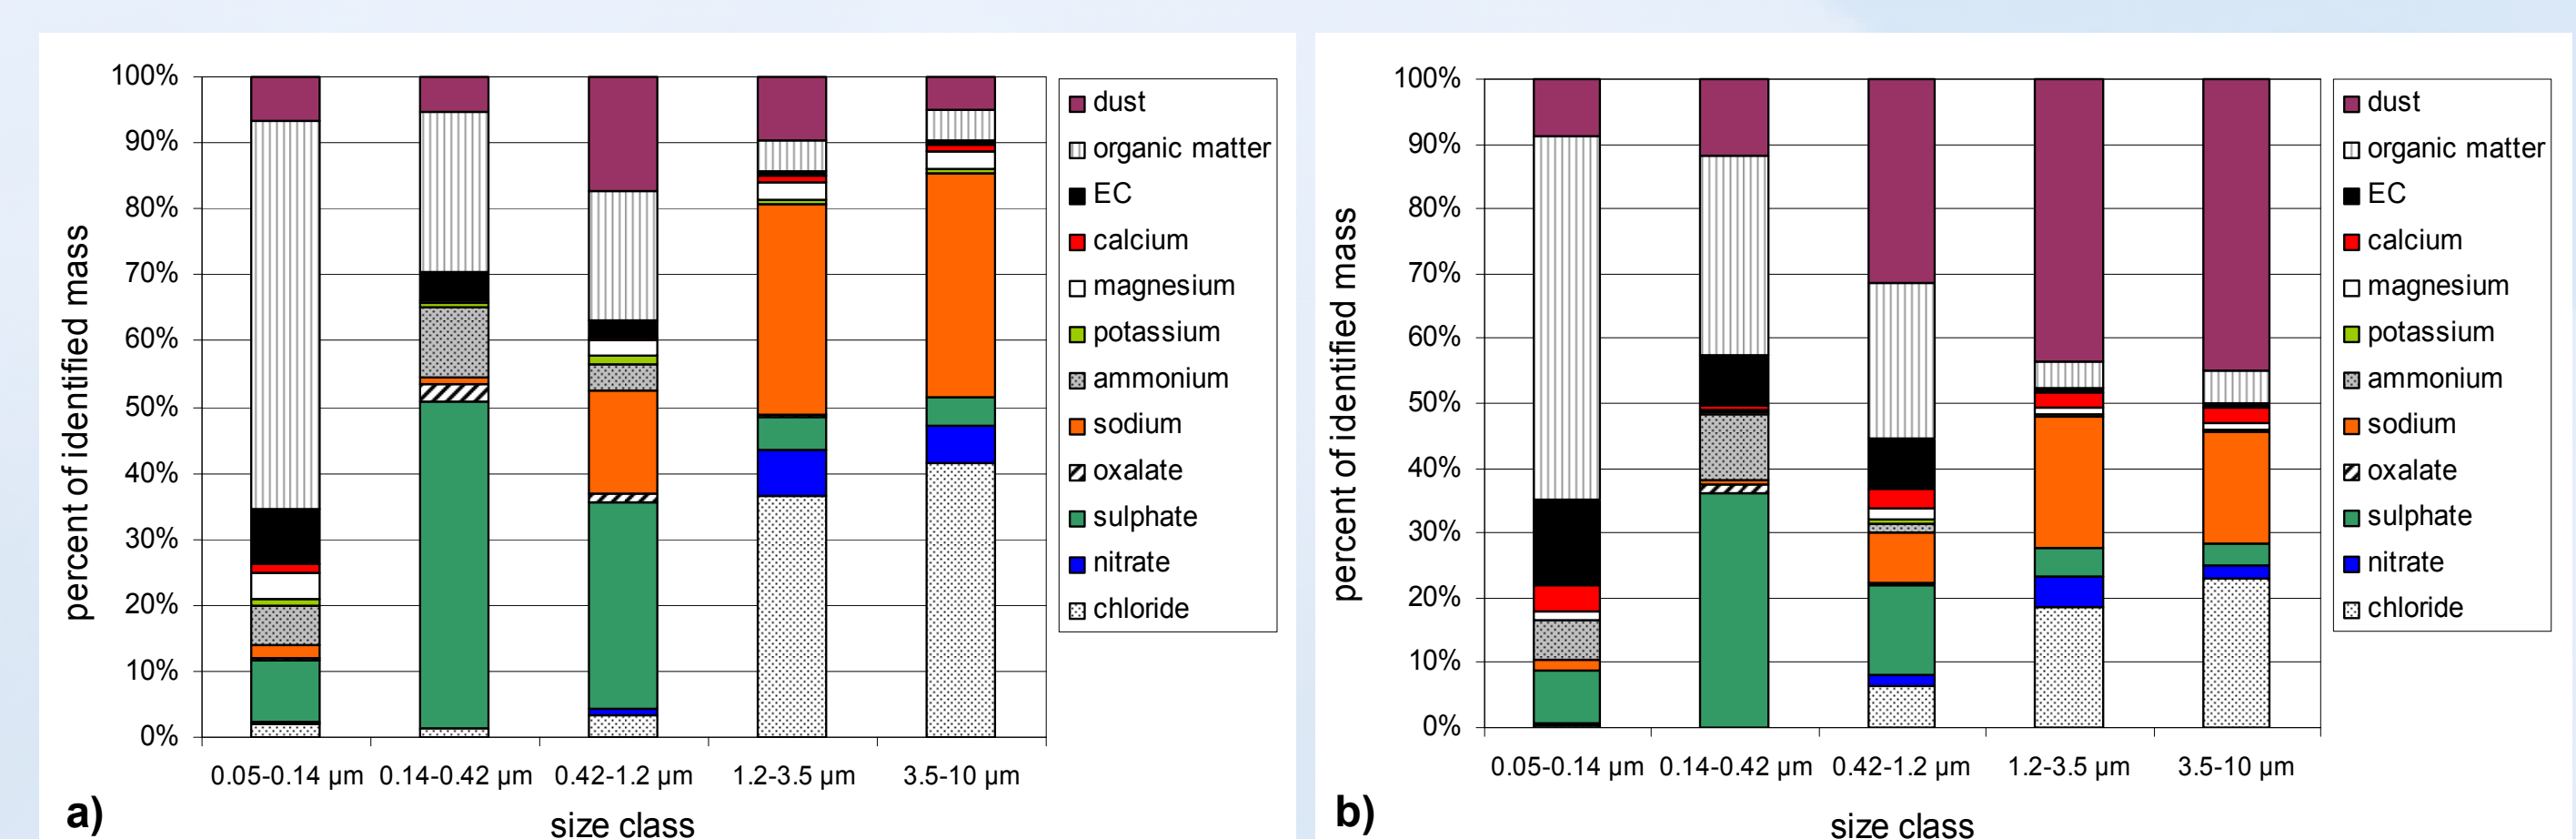 100%
90%
80%
70%
60%
50%
40%
30%
20%
10%
0%
percent of identified mass
0.05-0.14 µm 0.14-0.42 µm 0.42-1.2 µm 1.2-3.5 µm 3.5-10 µm
size class
a)
dust
organic matter
EC
calcium
magnesium
potassium
ammonium
sodium
oxalate
sulphate
nitrate
chloride
100%
90%
80%
70%
60%
50%
40%
30%
20%
10%
0%
percent of identified mass
0.05-0.14 µm 0.14-0.42 µm 0.42-1.2 µm 1.2-3.5 µm 3.5-10 µm
size class
b)
dust
organic matter
EC
calcium
magnesium
potassium
ammonium
sodium
oxalate
sulphate
nitrate
chloride